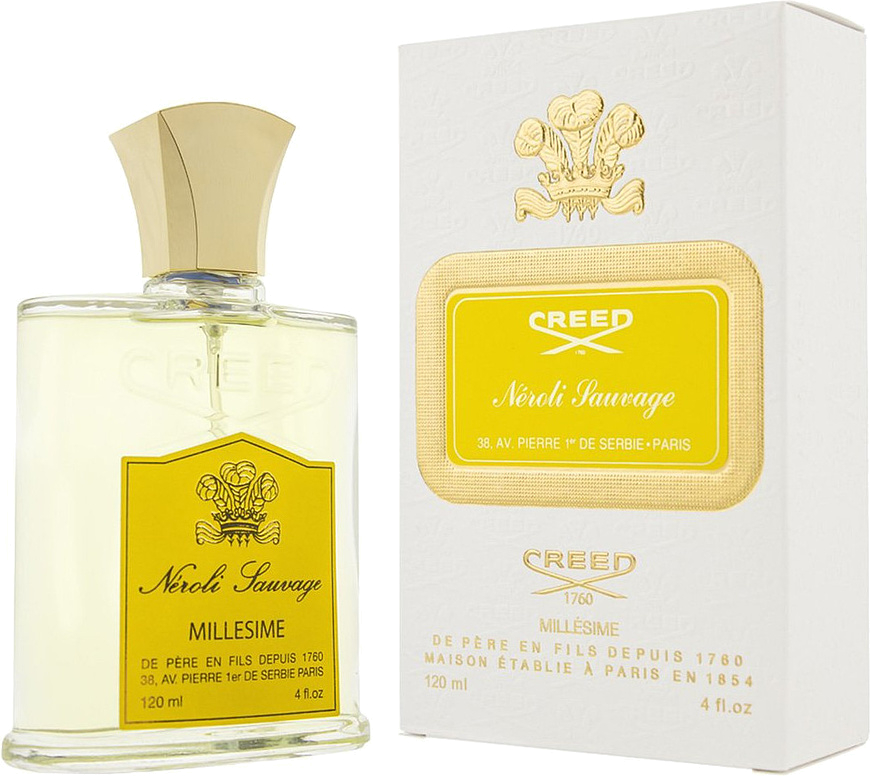 CREED
Néroli Sauvage
MILLESIME
DE PÈRE EN FILS DEPUIS 1760
38, AV. PIERRE 1er DE SERBIE PARIS
120 ml 4 fl.oz
CREED
1760
Néroli Sauvage
38, AV. PIERRE 1er DE SERBIE • PARIS
CREED
1760
MILLÉSIME
DE PÈRE EN FILS DEPUIS 1760
MAISON ÉTABLIE À PARIS EN 1854
120 ml 4 fl.oz